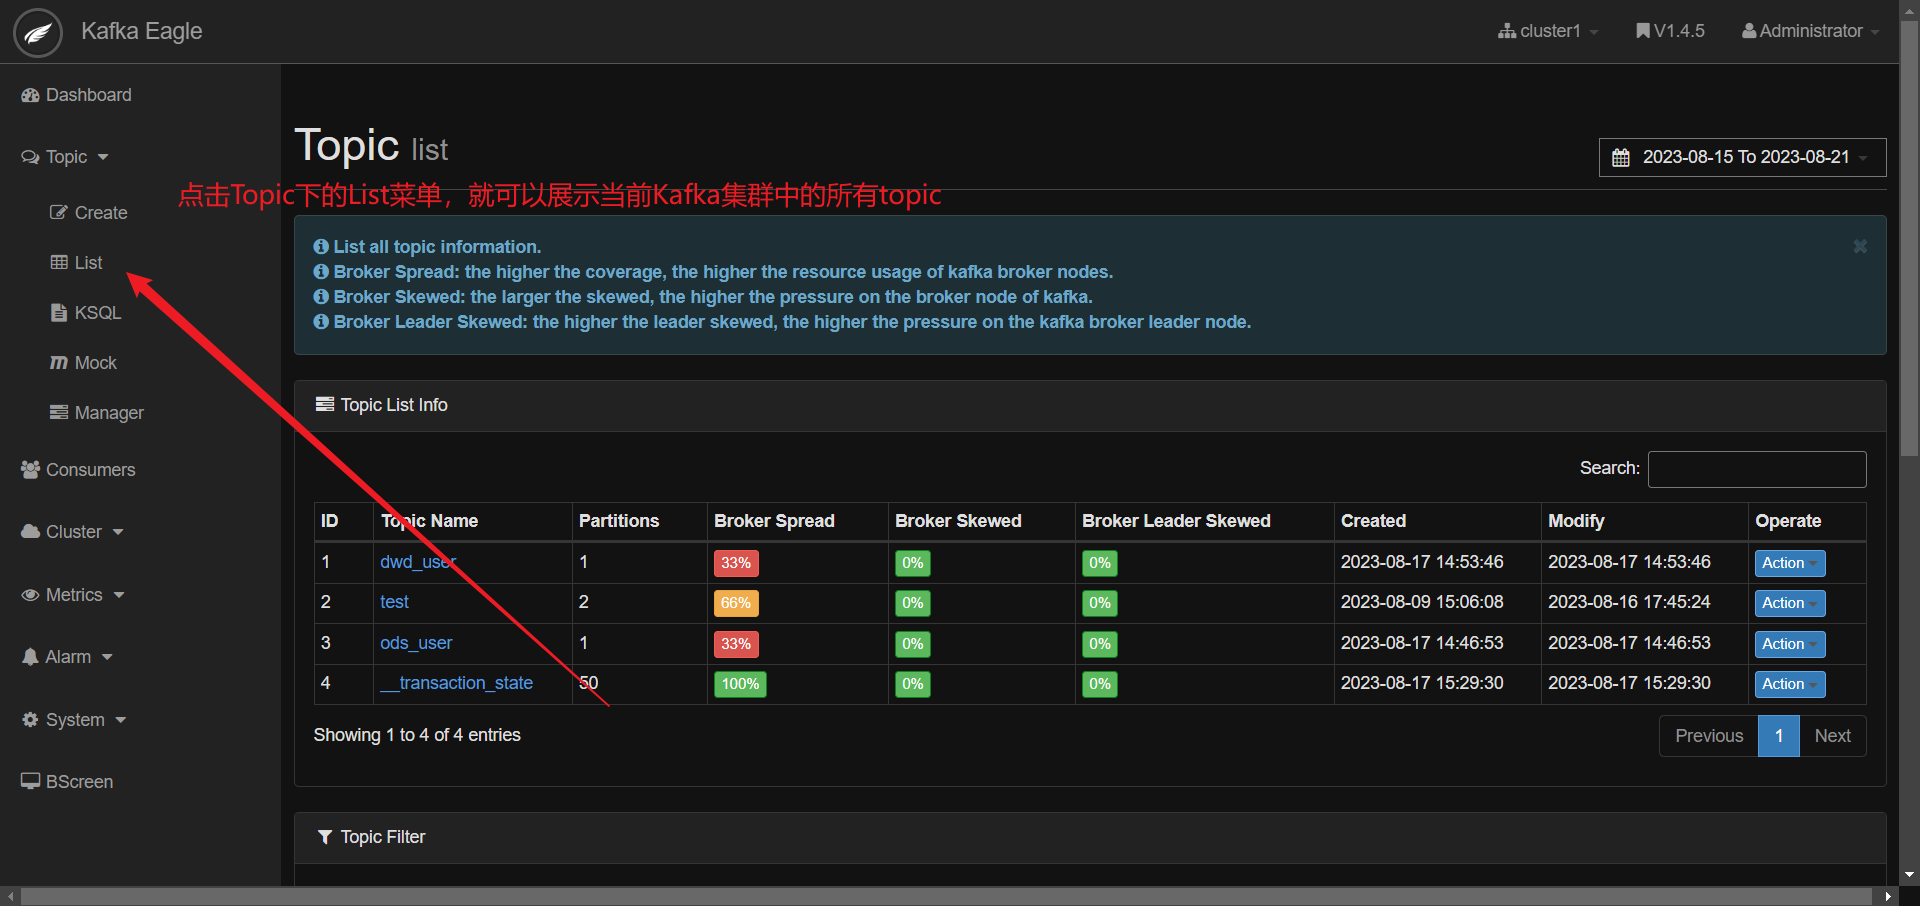 Kafka Eagle
cluster1
V1.4.5
Administrator
Dashboard
Topic
Create
List
KSQL
Mock
Manager
Consumers
Cluster
Metrics
Alarm
System
BScreen
Topic list
2023-08-15 To 2023-08-21
点击Topic下的List菜单，就可以展示当前Kafka集群中的所有topic
List all topic information.
Broker Spread: the higher the coverage, the higher the resource usage of kafka broker nodes.
Broker Skewed: the larger the skewed, the higher the pressure on the broker node of kafka.
Broker Leader Skewed: the higher the leader skewed, the higher the pressure on the kafka broker leader node.
Topic List Info
Search:
ID Topic Name Partitions Broker Spread Broker Skewed Broker Leader Skewed Created Modify Operate
1 dwd_user 1 33% 0% 0% 2023-08-17 14:53:46 2023-08-17 14:53:46 Action
2 test 2 66% 0% 0% 2023-08-09 15:06:08 2023-08-16 17:45:24 Action
3 ods_user 1 33% 0% 0% 2023-08-17 14:46:53 2023-08-17 14:46:53 Action
4 __transaction_state 50 100% 0% 0% 2023-08-17 15:29:30 2023-08-17 15:29:30 Action
Showing 1 to 4 of 4 entries
Previous 1 Next
Topic Filter